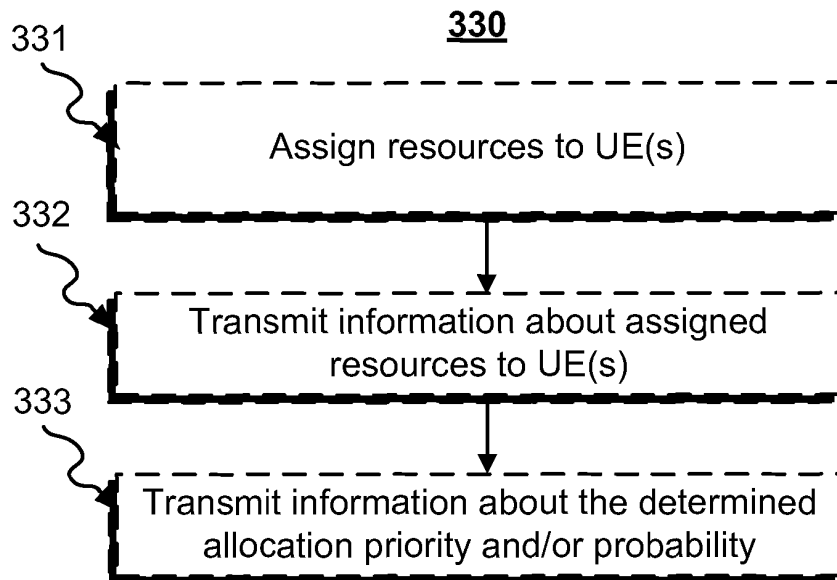 330
331
Assign resources to UE(s)
332
Transmit information about assigned
resources to UE(s)
333
Transmit information about the determined
allocation priority and/or probability